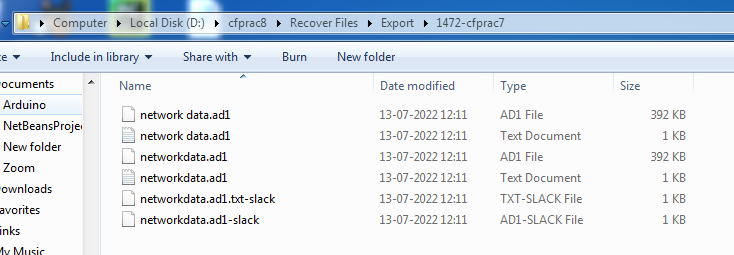 Computer Local Disk (D:) cfprac8 Recover Files Export 1472-cfprac7
Include in library Share with Burn New folder
Documents
Arduino
NetBeansProje
New folder
Zoom
Downloads
avorites
inks
My Music
Name Date modified Type Size
network data.ad1 13-07-2022 12:11 AD1 File 392 KB
network data.ad1 13-07-2022 12:11 Text Document 1 KB
networkdata.ad1 13-07-2022 12:11 AD1 File 392 KB
networkdata.ad1 13-07-2022 12:11 Text Document 1 KB
networkdata.ad1.txt-slack 13-07-2022 12:11 TXT-SLACK File 1 KB
networkdata.ad1-slack 13-07-2022 12:11 AD1-SLACK File 1 KB